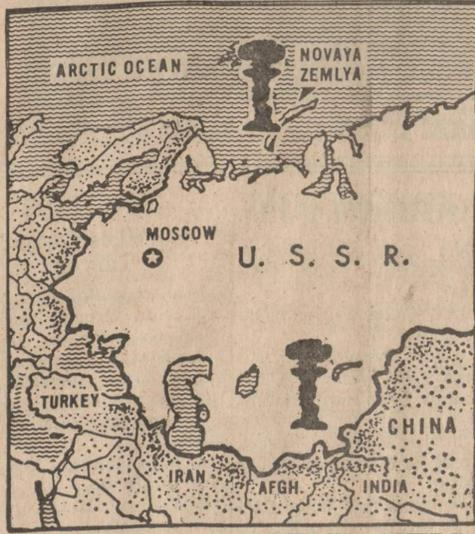 ARCTIC OCEAN
NOVAYA
ZEMLYA
MOSCOW
U. S. S. R.
TURKEY
CHINA
IRAN
AFGH.
INDIA